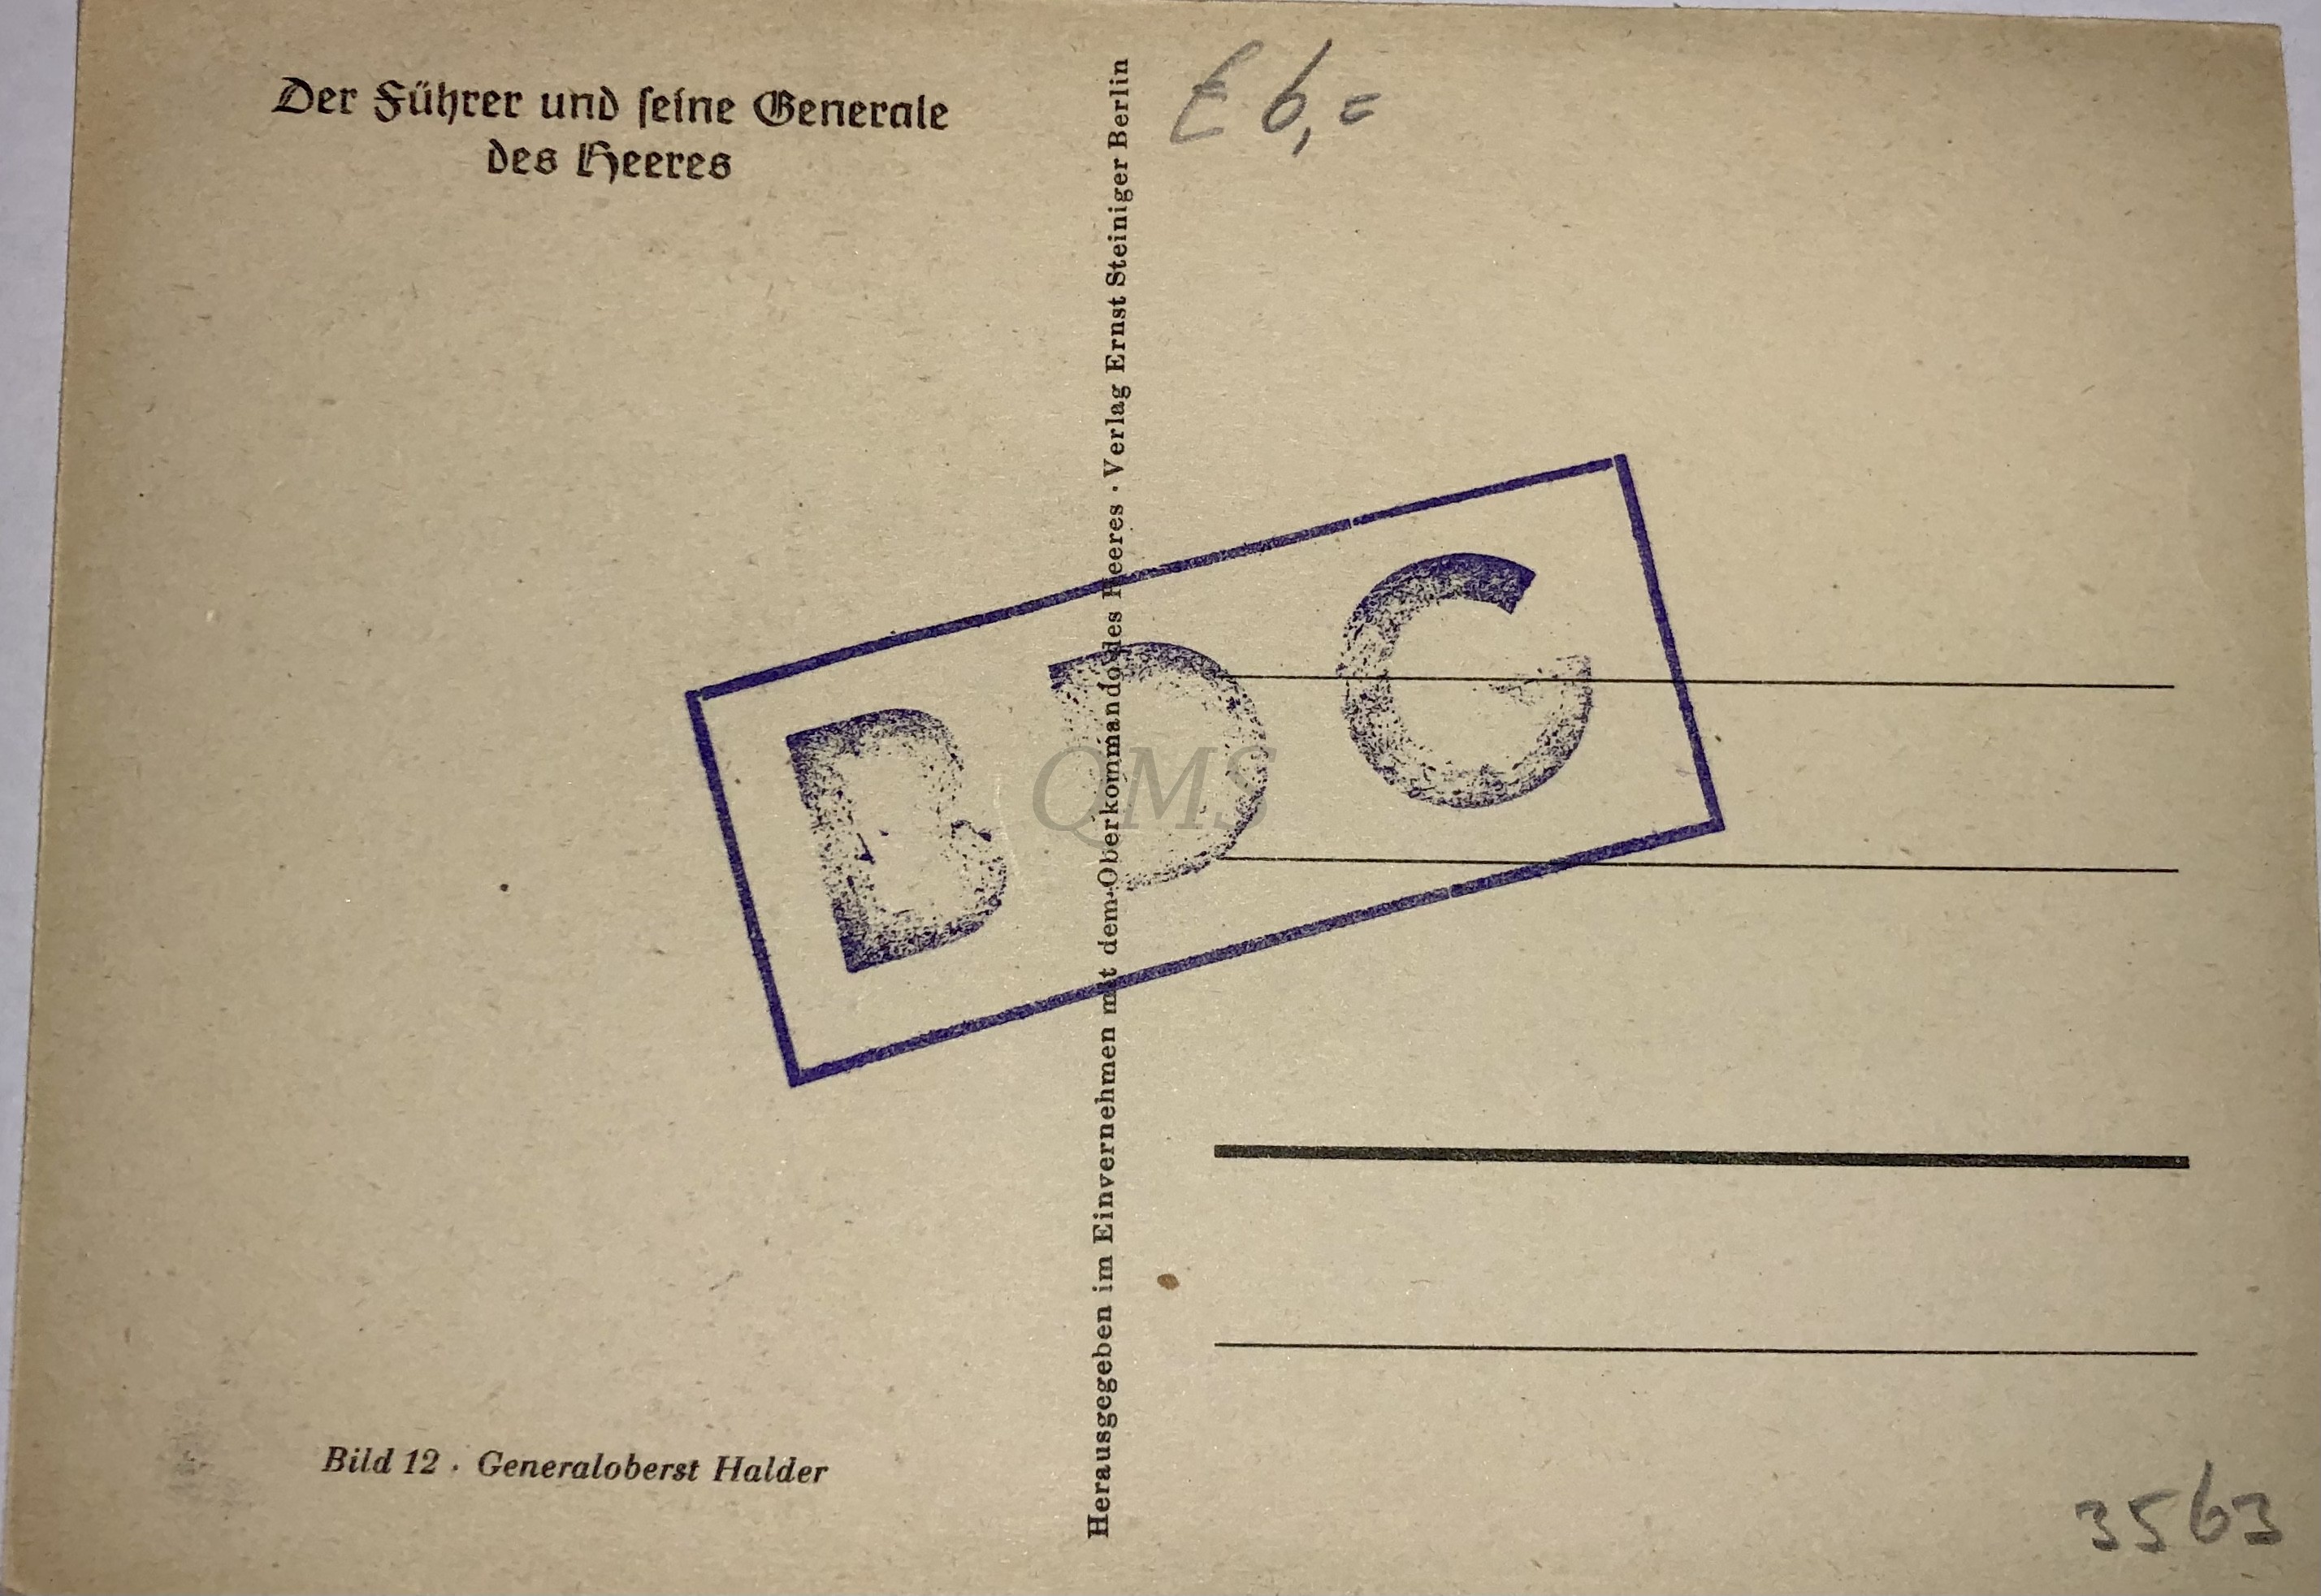 Der Führer und seine Generale
des Heeres
E 6,=
Herausgegeben im Einvernehmen mit dem Oberkommando des Heeres · Verlag Ernst Steiniger Berlin
BDG
QMS
Bild 12 · Generaloberst Halder
3563